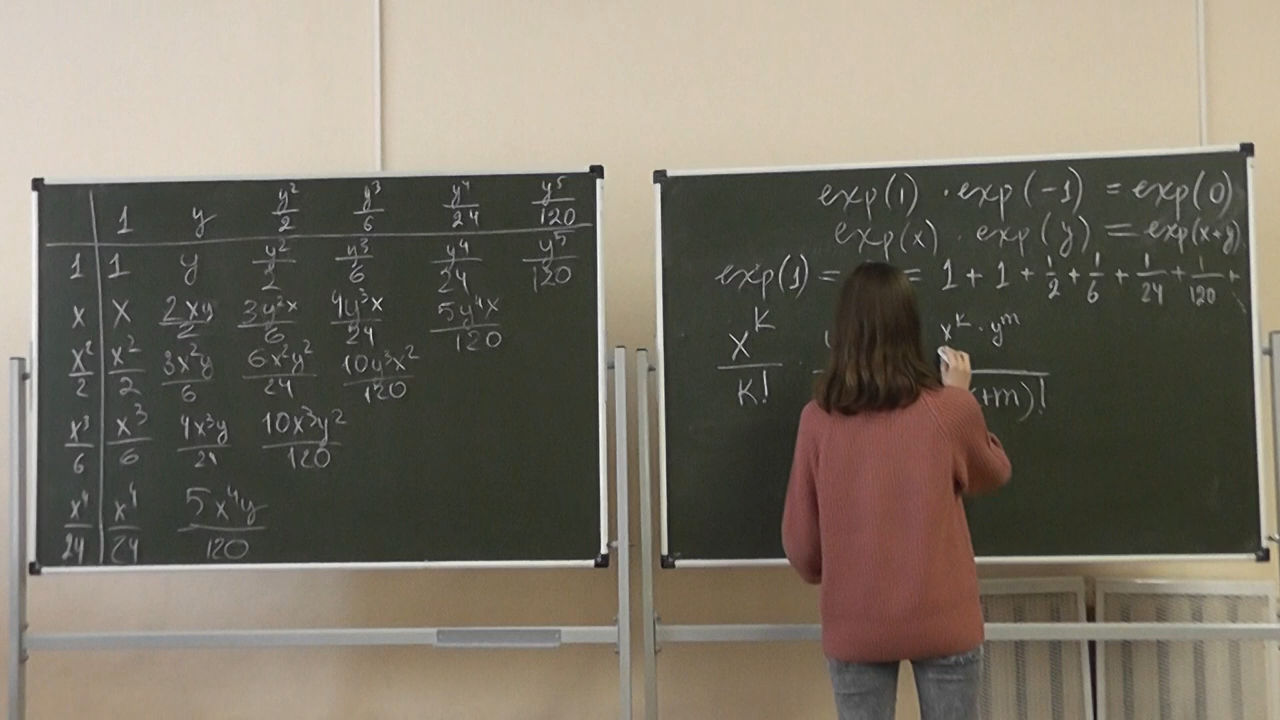 1 y y²/2 y³/6 y⁴/24 y⁵/120
1 1 y y²/2 y³/6 y⁴/24 y⁵/120
x x 2xy/2 3y²x/6 4y³x/24 5y⁴x/120
x²/2 x²/2 3x²y/6 6x²y²/24 10y³x²/120
x³/6 x³/6 4x³y/24 10x³y²/120
x⁴/24 x⁴/24 5x⁴y/120
exp(1) · exp(-1) = exp(0)
exp(x) · exp(y) = exp(x+y)
exp(1) = = 1 + 1 + 1/2 + 1/6 + 1/24 + 1/120 +
x^k/k! · x^k · y^m
+m)!